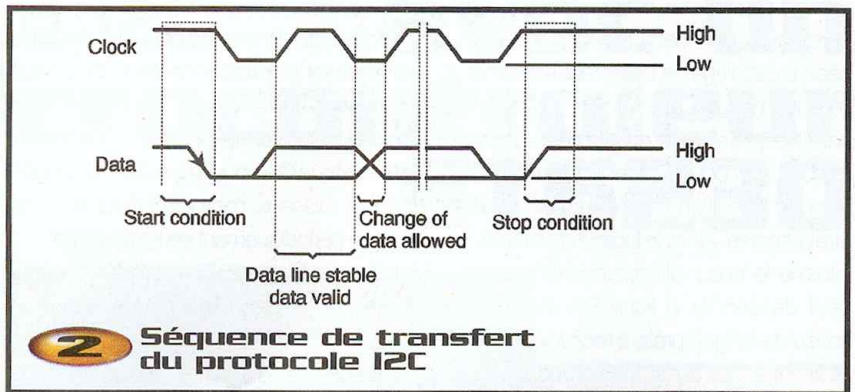 Clock
High
Low
Data
High
Low
Start condition
Change of
data allowed
Stop condition
Data line stable
data valid
2 Séquence de transfert
du protocole I2C